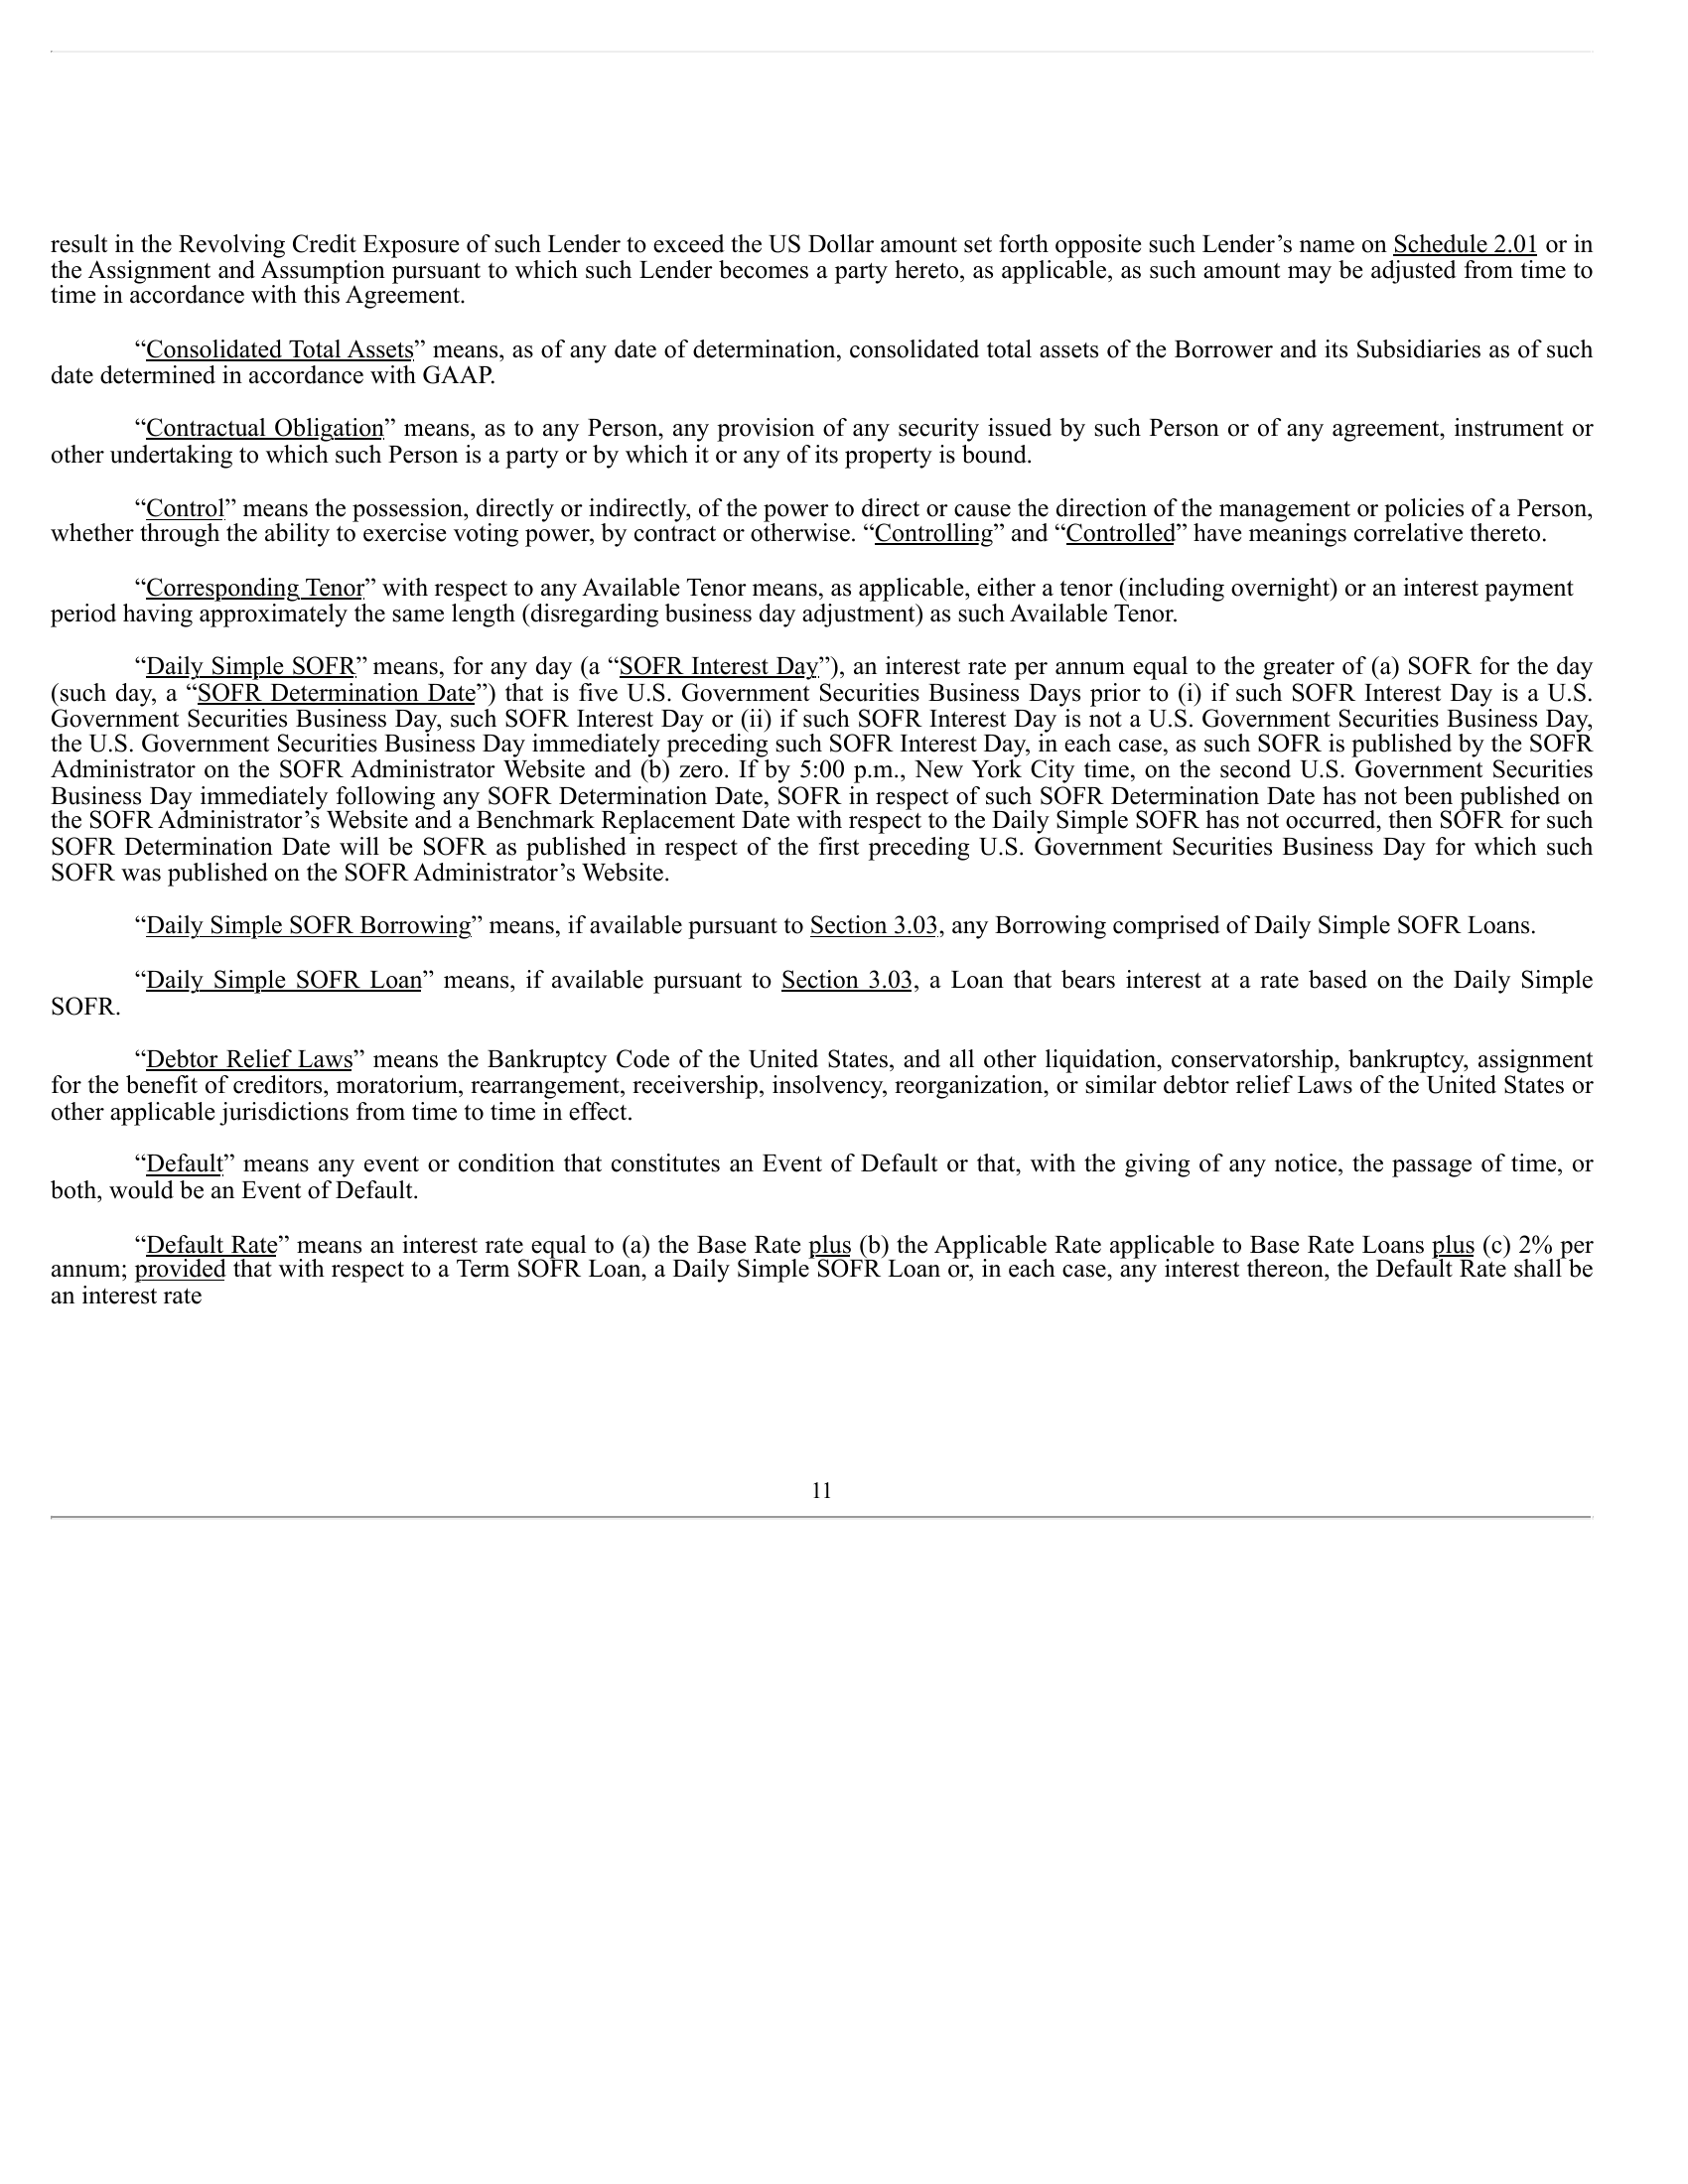 result in the Revolving Credit Exposure of such Lender to exceed the US Dollar amount set forth opposite such Lender’s name on Schedule 2.01 or in
the Assignment and Assumption pursuant to which such Lender becomes a party hereto, as applicable, as such amount may be adjusted from time to
time in accordance with this Agreement.
“Consolidated Total Assets” means, as of any date of determination, consolidated total assets of the Borrower and its Subsidiaries as of such
date determined in accordance with GAAP.
“Contractual Obligation” means, as to any Person, any provision of any security issued by such Person or of any agreement, instrument or
other undertaking to which such Person is a party or by which it or any of its property is bound.
“Control” means the possession, directly or indirectly, of the power to direct or cause the direction of the management or policies of a Person,
whether through the ability to exercise voting power, by contract or otherwise. “Controlling” and “Controlled” have meanings correlative thereto.
“Corresponding Tenor” with respect to any Available Tenor means, as applicable, either a tenor (including overnight) or an interest payment
period having approximately the same length (disregarding business day adjustment) as such Available Tenor.
“Daily Simple SOFR” means, for any day (a “SOFR Interest Day”), an interest rate per annum equal to the greater of (a) SOFR for the day
(such day, a “SOFR Determination Date”) that is five U.S. Government Securities Business Days prior to (i) if such SOFR Interest Day is a U.S.
Government Securities Business Day, such SOFR Interest Day or (ii) if such SOFR Interest Day is not a U.S. Government Securities Business Day,
the U.S. Government Securities Business Day immediately preceding such SOFR Interest Day, in each case, as such SOFR is published by the SOFR
Administrator on the SOFR Administrator Website and (b) zero. If by 5:00 p.m., New York City time, on the second U.S. Government Securities
Business Day immediately following any SOFR Determination Date, SOFR in respect of such SOFR Determination Date has not been published on
the SOFR Administrator’s Website and a Benchmark Replacement Date with respect to the Daily Simple SOFR has not occurred, then SOFR for such
SOFR Determination Date will be SOFR as published in respect of the first preceding U.S. Government Securities Business Day for which such
SOFR was published on the SOFR Administrator’s Website.
“Daily Simple SOFR Borrowing” means, if available pursuant to Section 3.03, any Borrowing comprised of Daily Simple SOFR Loans.
“Daily Simple SOFR Loan” means, if available pursuant to Section 3.03, a Loan that bears interest at a rate based on the Daily Simple
SOFR.
“Debtor Relief Laws” means the Bankruptcy Code of the United States, and all other liquidation, conservatorship, bankruptcy, assignment
for the benefit of creditors, moratorium, rearrangement, receivership, insolvency, reorganization, or similar debtor relief Laws of the United States or
other applicable jurisdictions from time to time in effect.
“Default” means any event or condition that constitutes an Event of Default or that, with the giving of any notice, the passage of time, or
both, would be an Event of Default.
“Default Rate” means an interest rate equal to (a) the Base Rate plus (b) the Applicable Rate applicable to Base Rate Loans plus (c) 2% per
annum; provided that with respect to a Term SOFR Loan, a Daily Simple SOFR Loan or, in each case, any interest thereon, the Default Rate shall be
an interest rate
11